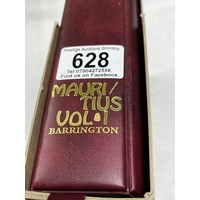 Prestige Auctions Grimsby
628
Tel:07904272556
Find us on Facebook
MAURI/
TIUS
VOL.1
BARRINGTON